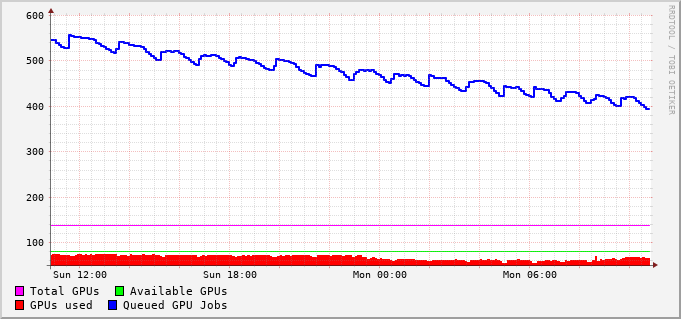 600
500
400
300
200
100
Sun 12:00 Sun 18:00 Mon 00:00 Mon 06:00
Total GPUs Available GPUs
GPUs used Queued GPU Jobs
RRDTOOL / TOBI OETIKER